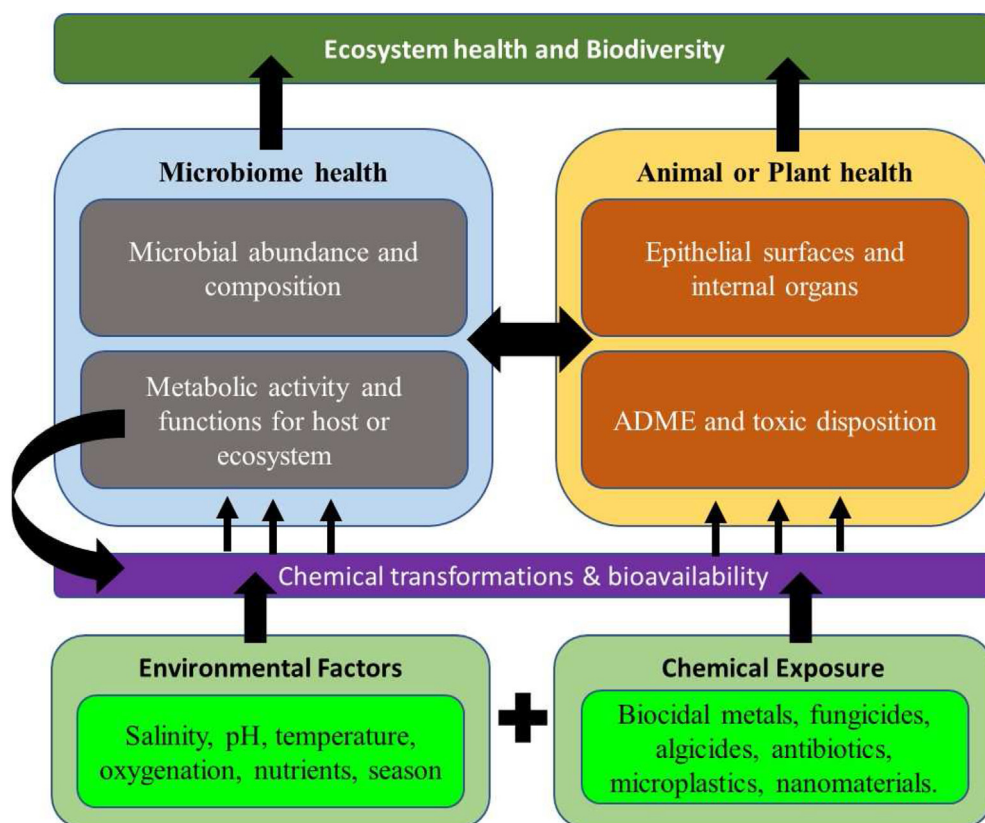 Ecosystem health and Biodiversity
Microbiome health
Microbial abundance and
composition
Metabolic activity and
functions for host or
ecosystem
Animal or Plant health
Epithelial surfaces and
internal organs
ADME and toxic disposition
Chemical transformations & bioavailability
Environmental Factors
Salinity, pH, temperature,
oxygenation, nutrients, season
Chemical Exposure
Biocidal metals, fungicides,
algicides, antibiotics,
microplastics, nanomaterials.